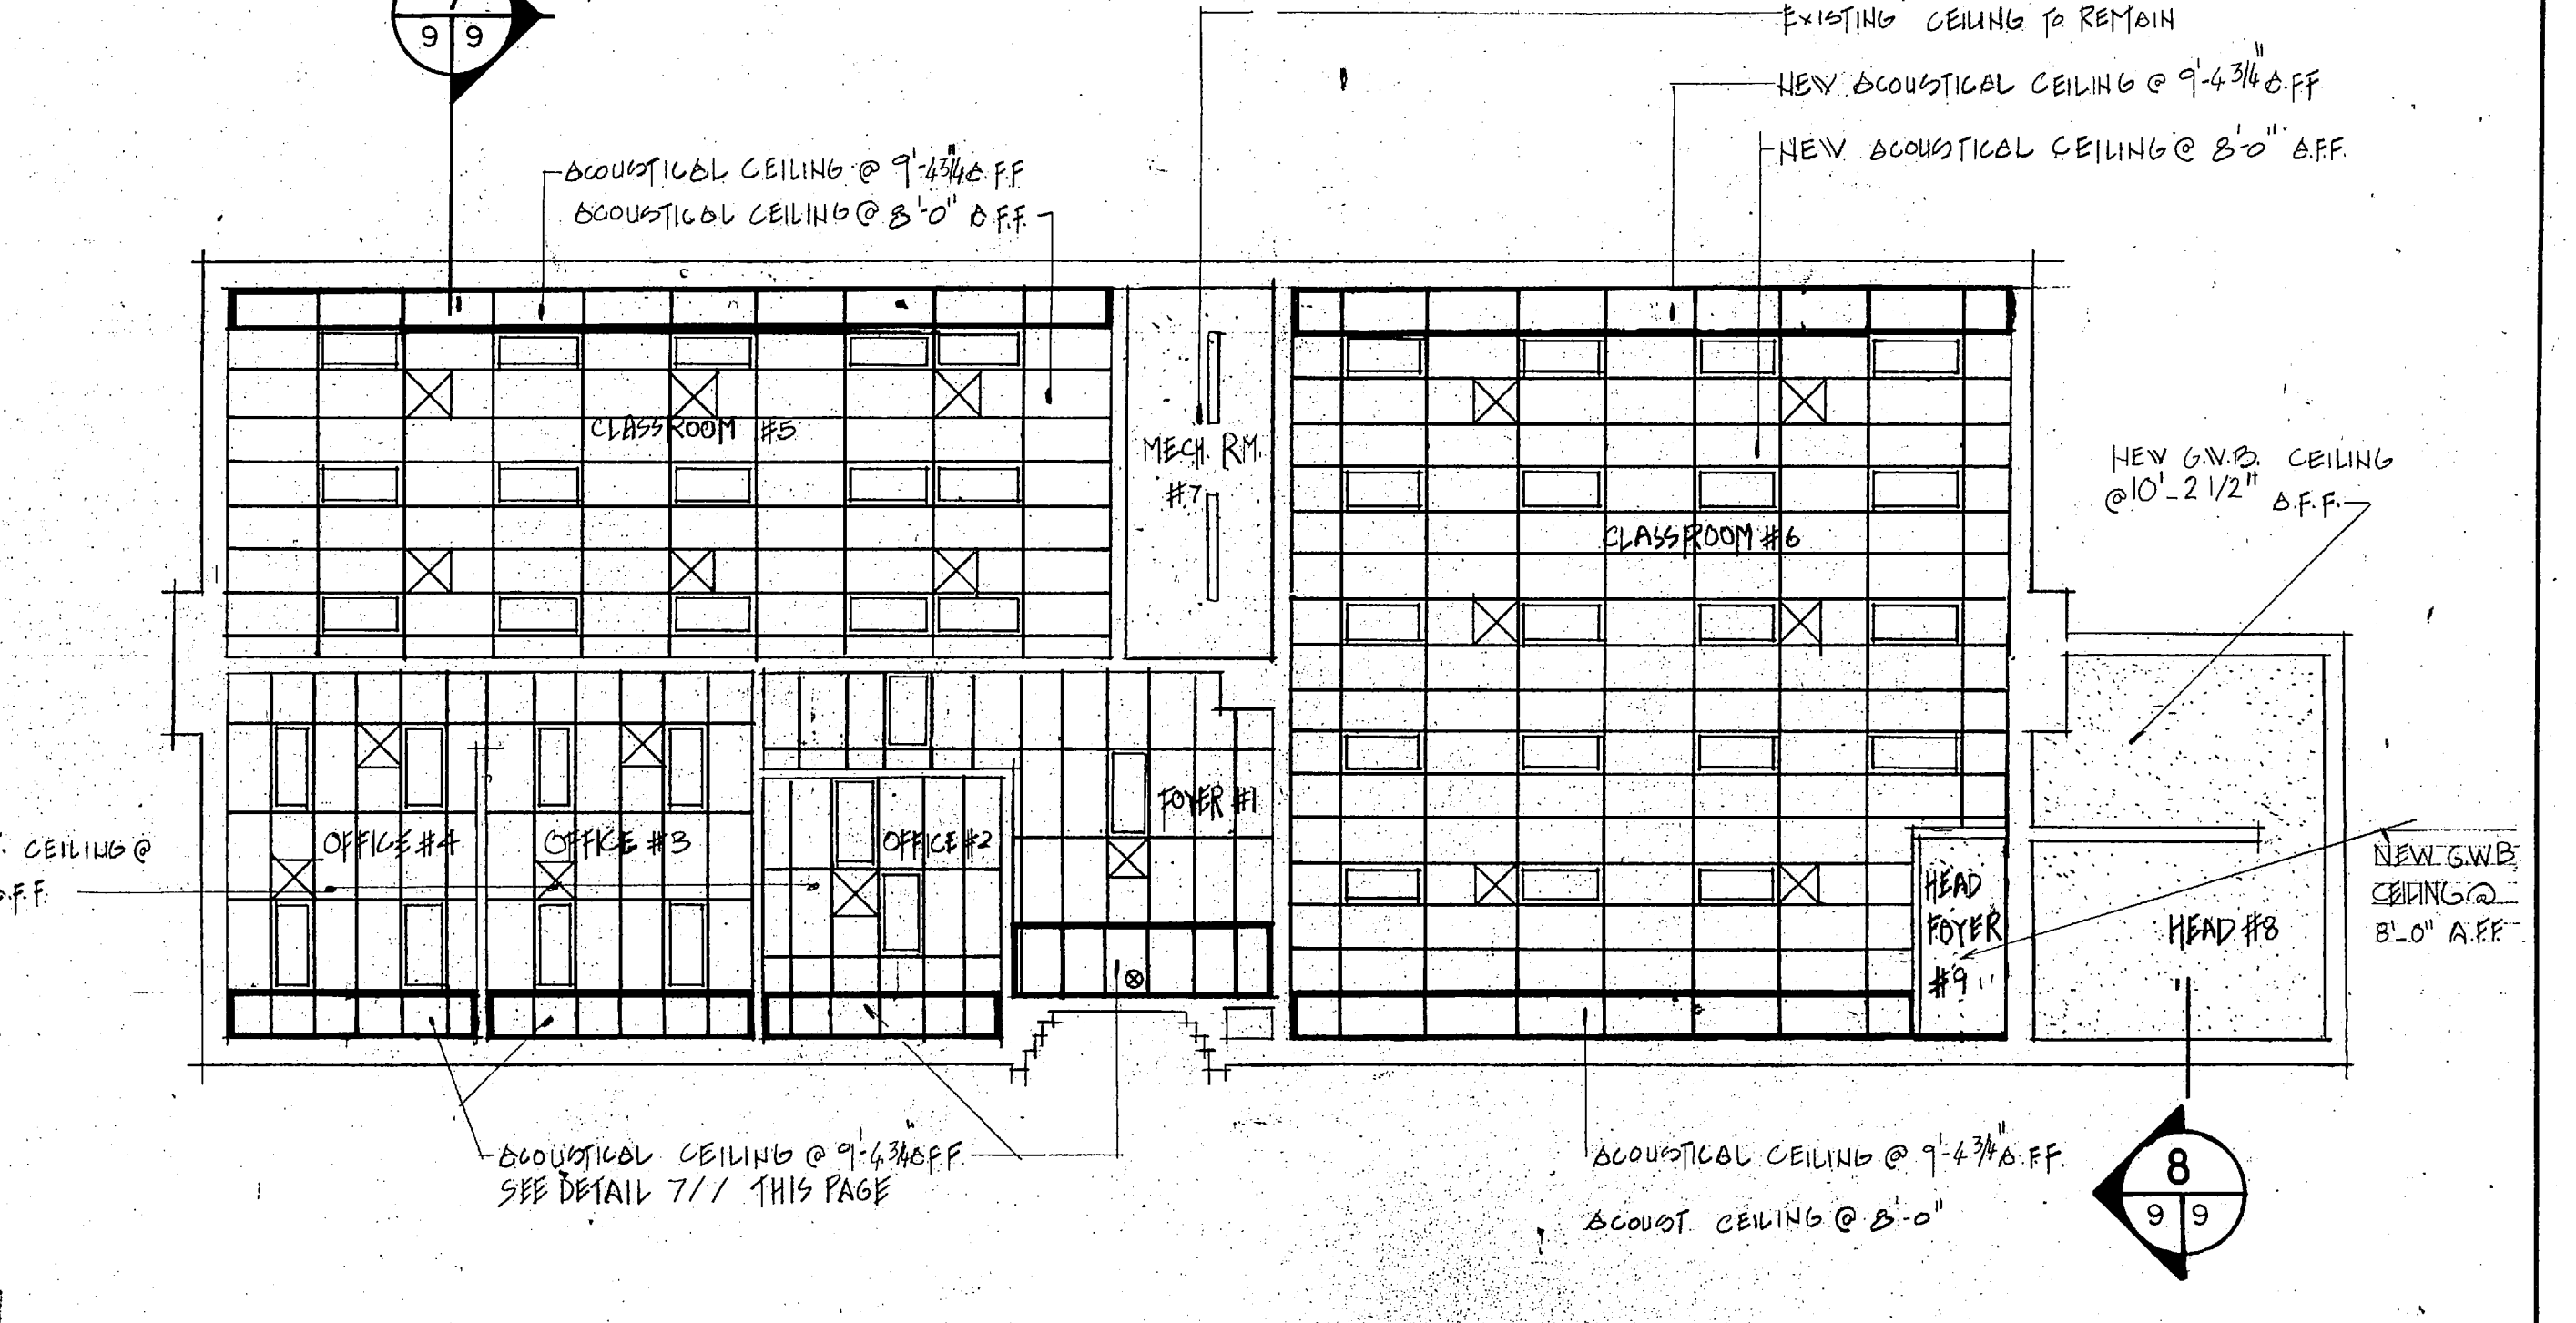 7
9 9
EXISTING CEILING TO REMAIN
NEW ACOUSTICAL CEILING @ 9'-4 3/4" A.F.F
NEW ACOUSTICAL CEILING @ 8'-0" A.F.F.
ACOUSTICAL CEILING @ 9'-4 3/4" A.F.F
ACOUSTICAL CEILING @ 8'-0" A.F.F.
CLASSROOM #5
MECH. RM.
#7
CLASSROOM #6
NEW G.W.B. CEILING
@ 10'-2 1/2"
A.F.F.
OFFICE #4
OFFICE #3
OFFICE #2
FOYER #1
CEILING @
F.F.
HEAD
FOYER
#9
HEAD #8
NEW G.W.B
CEILING @
8'-0" A.F.F
ACOUSTICAL CEILING @ 9'-4 3/4" A.F.F.
SEE DETAIL 7// THIS PAGE
ACOUSTICAL CEILING @ 9'-4 3/4" A.F.F.
ACOUST. CEILING @ 8'-0"
8
9 9